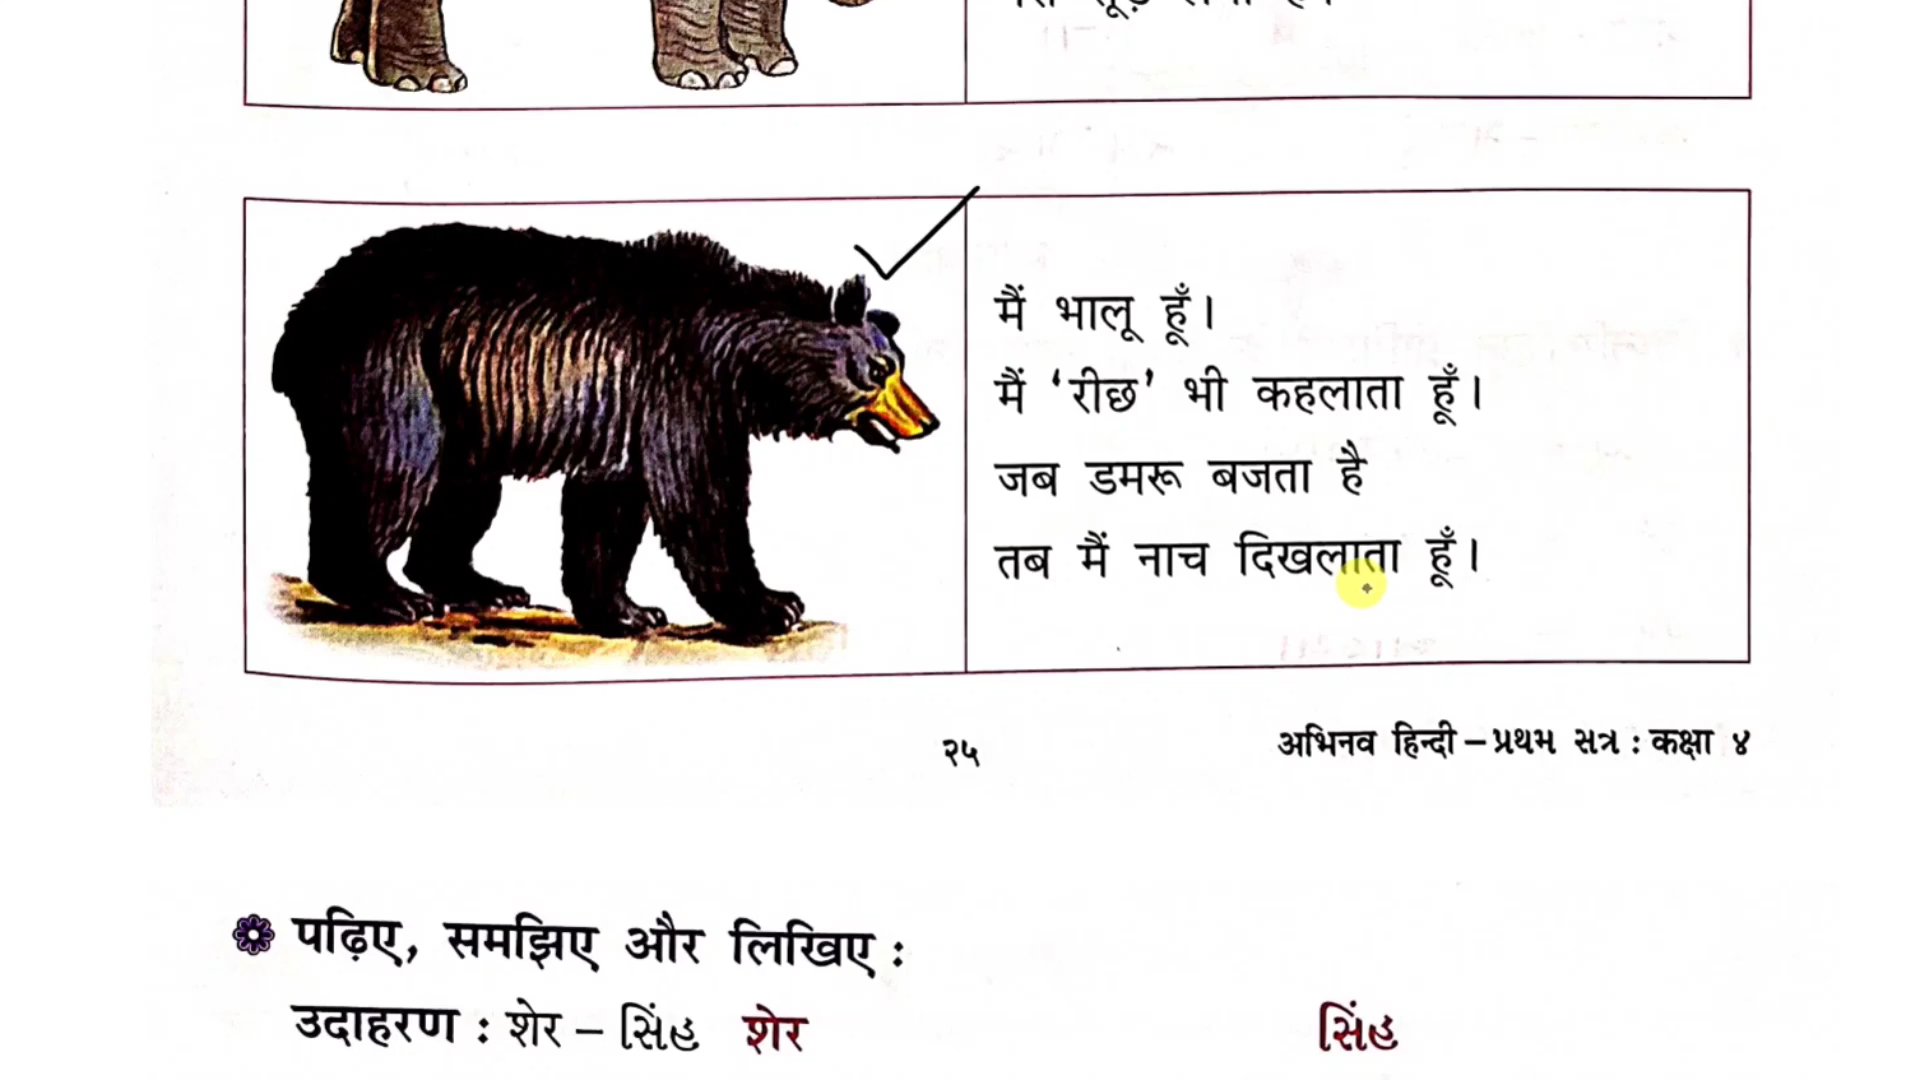 मैं भालू हूँ।
मैं ‘रीछ’ भी कहलाता हूँ।
जब डमरू बजता है
तब मैं नाच दिखलाता हूँ।
२५
अभिनव हिन्दी – प्रथम सत्र : कक्षा ४
पढ़िए, समझिए और लिखिए :
उदाहरण : शेर – સિંહ शेर સિંહ